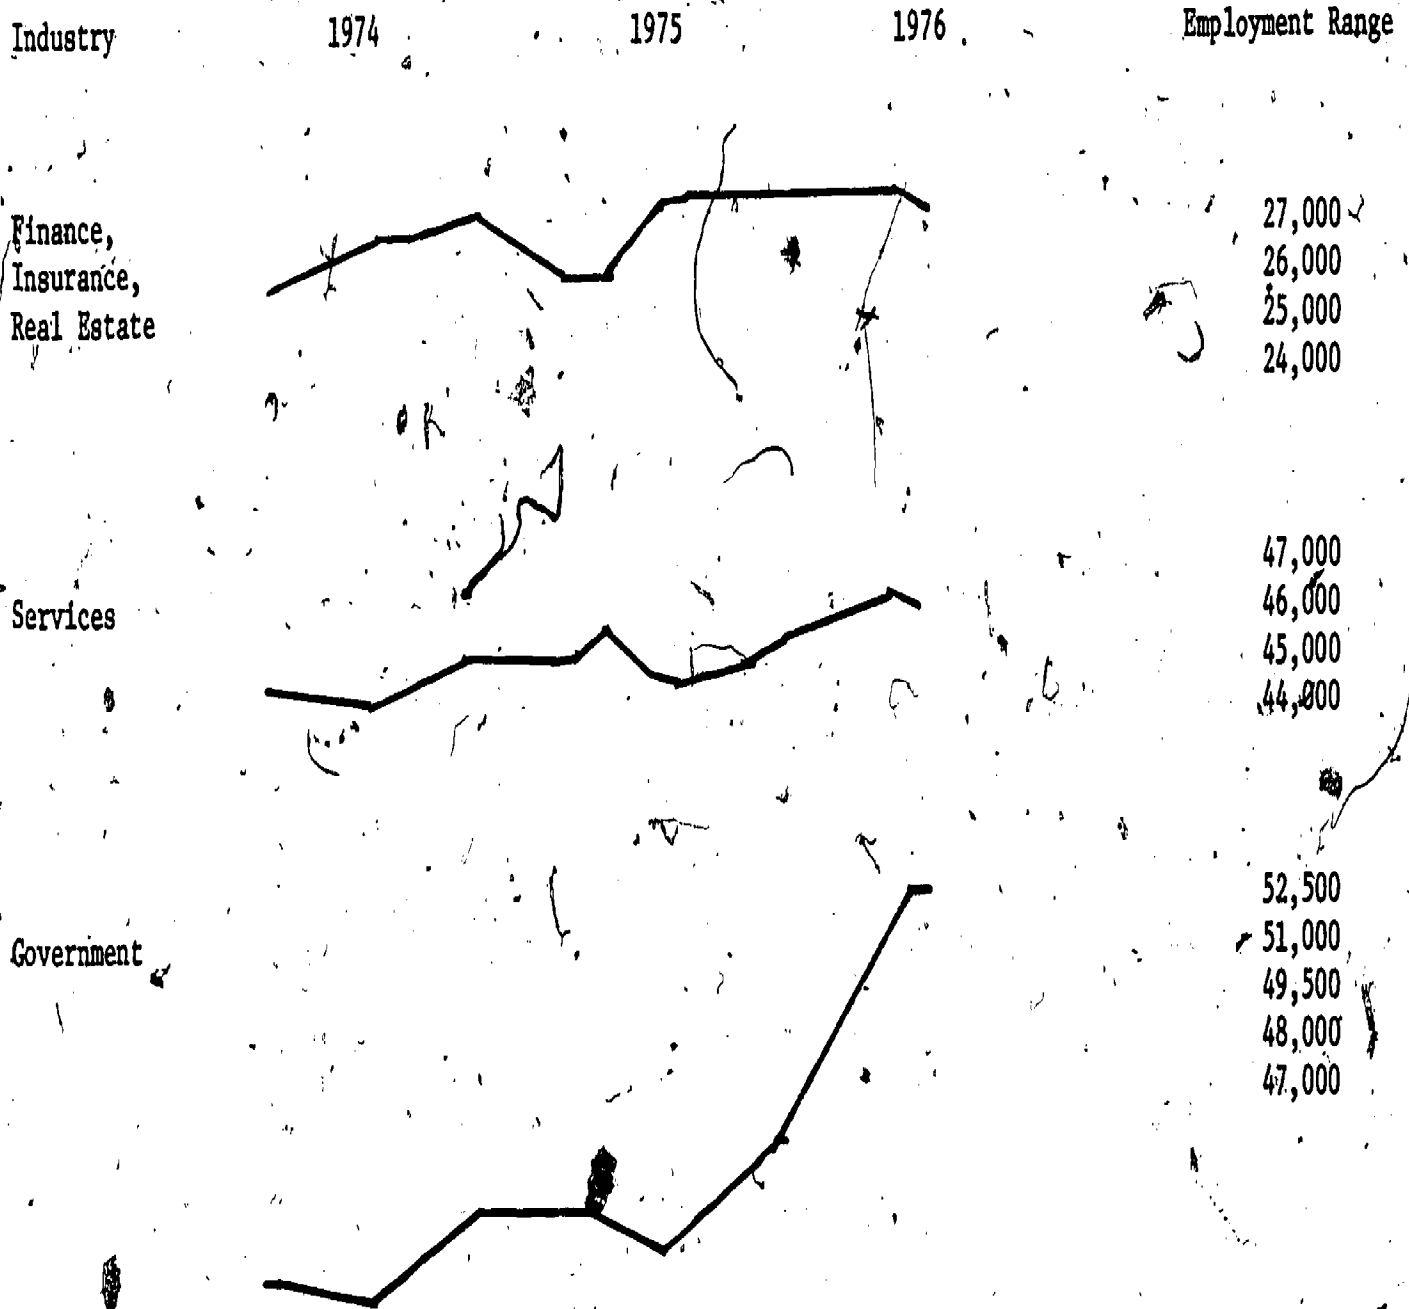 Industry 1974 1975 1976 Employment Range
Finance, 27,000
Insurance, 26,000
Real Estate 25,000
24,000
47,000
Services 46,000
45,000
44,000
52,500
Government 51,000
49,500
48,000
47,000